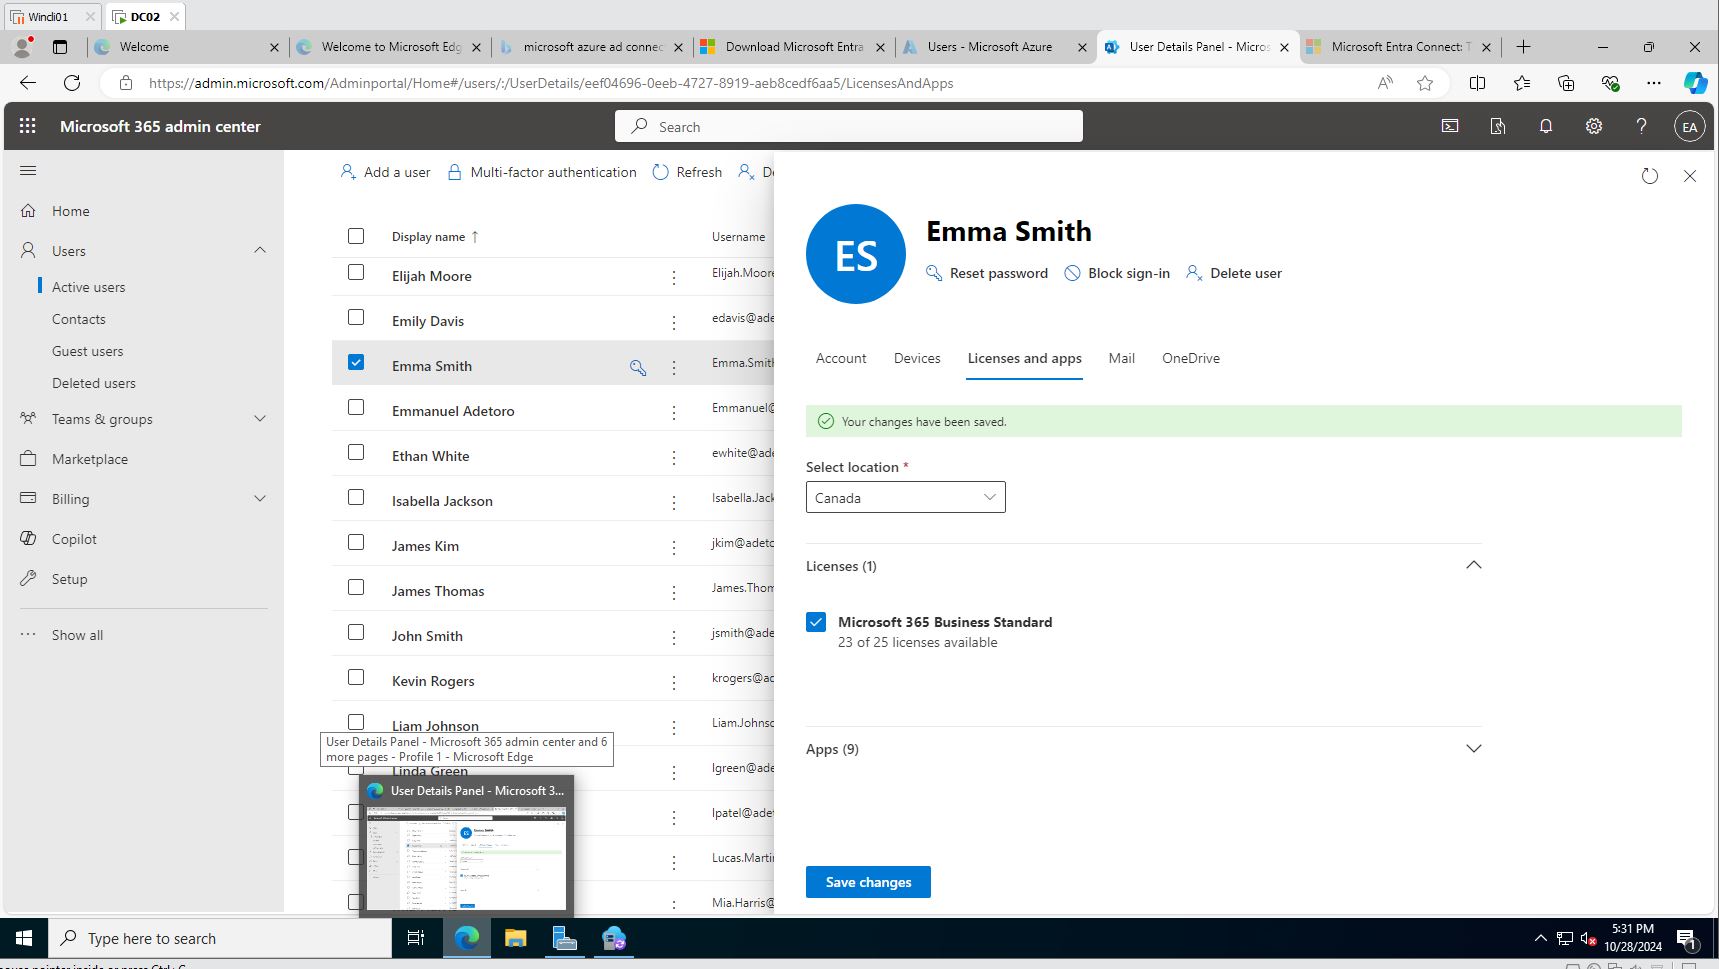 Windi01
DC02
Welcome
Welcome to Microsoft Edg
microsoft azure ad connec
Download Microsoft Entra
Users - Microsoft Azure
User Details Panel - Micros
Microsoft Entra Connect: T
https://admin.microsoft.com/Adminportal/Home#/users/:/UserDetails/eef04696-0eeb-4727-8919-aeb8cedf6aa5/LicensesAndApps
Microsoft 365 admin center
Search
EA
Home
Users
Active users
Contacts
Guest users
Deleted users
Teams & groups
Marketplace
Billing
Copilot
Setup
Show all
Add a user
Multi-factor authentication
Refresh
De
Display name ↑
Username
Elijah Moore
Elijah.Moore
Emily Davis
edavis@ade
Emma Smith
Emma.Smith
Emmanuel Adetoro
Emmanuel@
Ethan White
ewhite@ade
Isabella Jackson
Isabella.Jack
James Kim
jkim@adeto
James Thomas
James.Thom
John Smith
jsmith@ade
Kevin Rogers
krogers@ad
Liam Johnson
Liam.Johnso
Linda Green
lgreen@ade
lpatel@adet
Lucas.Martin
Mia.Harris@
User Details Panel - Microsoft 365 admin center and 6
more pages - Profile 1 - Microsoft Edge
User Details Panel - Microsoft 3...
ES
Emma Smith
Reset password
Block sign-in
Delete user
Account
Devices
Licenses and apps
Mail
OneDrive
Your changes have been saved.
Select location *
Canada
Licenses (1)
Microsoft 365 Business Standard
23 of 25 licenses available
Apps (9)
Save changes
Type here to search
5:31 PM
10/28/2024
1